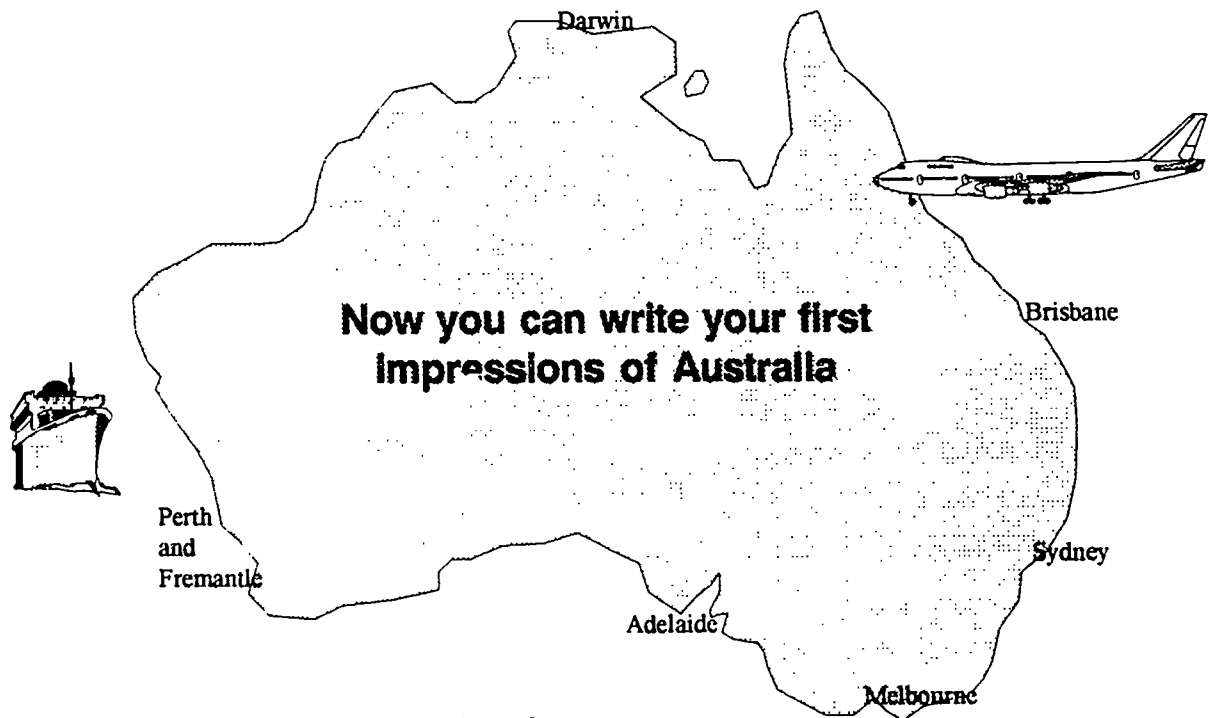 Darwin
Now you can write your first
impressions of Australia
Brisbane
Perth
and
Fremantle
Sydney
Adelaide
Melbourne